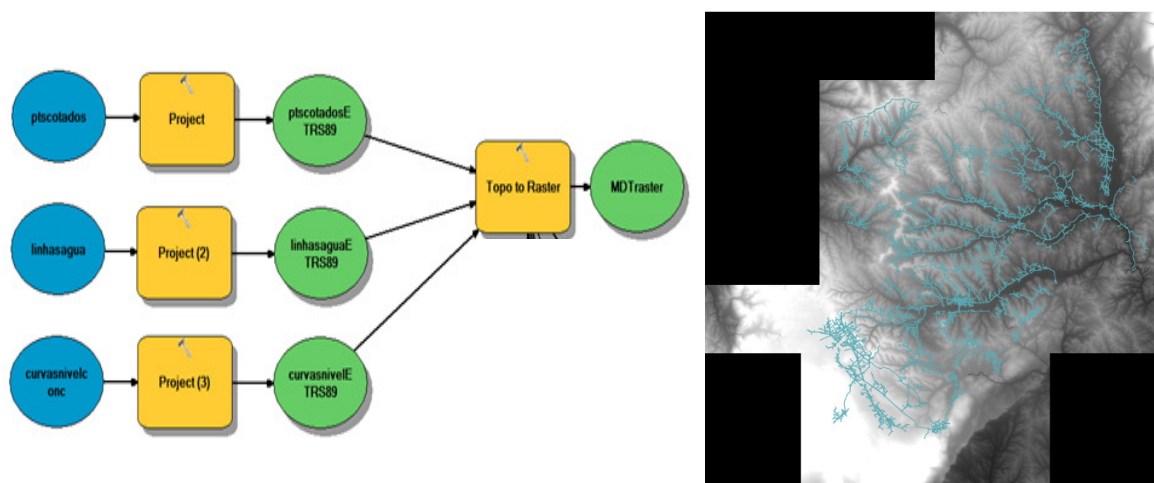 ptscotados
Project
ptscotadosE
TRS89
Topo to Raster
MDTraster
linhasagua
Project (2)
linhasaguaE
TRS89
curvasnivelc
onc
Project (3)
curvasnivelE
TRS89